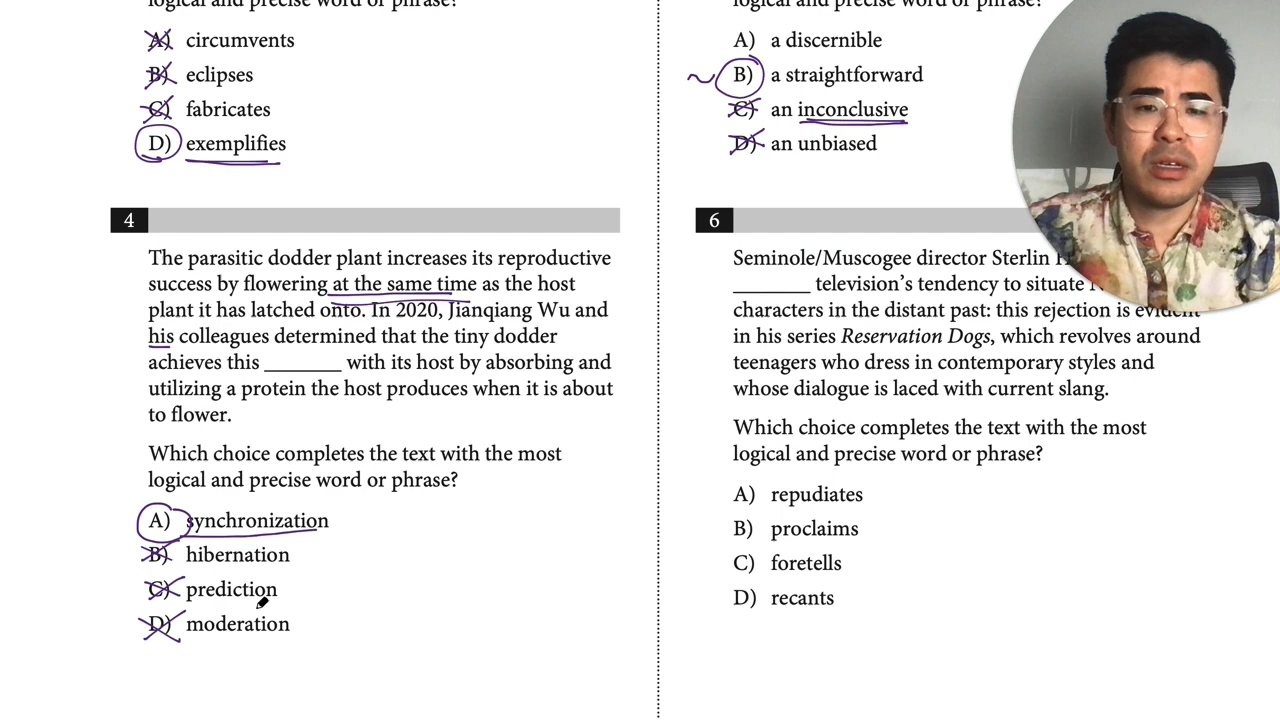 logical and precise word or phrase?
A) circumvents
B) eclipses
C) fabricates
D) exemplifies
4
The parasitic dodder plant increases its reproductive
success by flowering at the same time as the host
plant it has latched onto. In 2020, Jianqiang Wu and
his colleagues determined that the tiny dodder
achieves this ______ with its host by absorbing and
utilizing a protein the host produces when it is about
to flower.
Which choice completes the text with the most
logical and precise word or phrase?
A) synchronization
B) hibernation
C) prediction
D) moderation
logical and precise word or phrase?
A) a discernible
B) a straightforward
C) an inconclusive
D) an unbiased
6
Seminole/Muscogee director Sterlin
______ television's tendency to situate
characters in the distant past: this rejection is evident
in his series Reservation Dogs, which revolves around
teenagers who dress in contemporary styles and
whose dialogue is laced with current slang.
Which choice completes the text with the most
logical and precise word or phrase?
A) repudiates
B) proclaims
C) foretells
D) recants